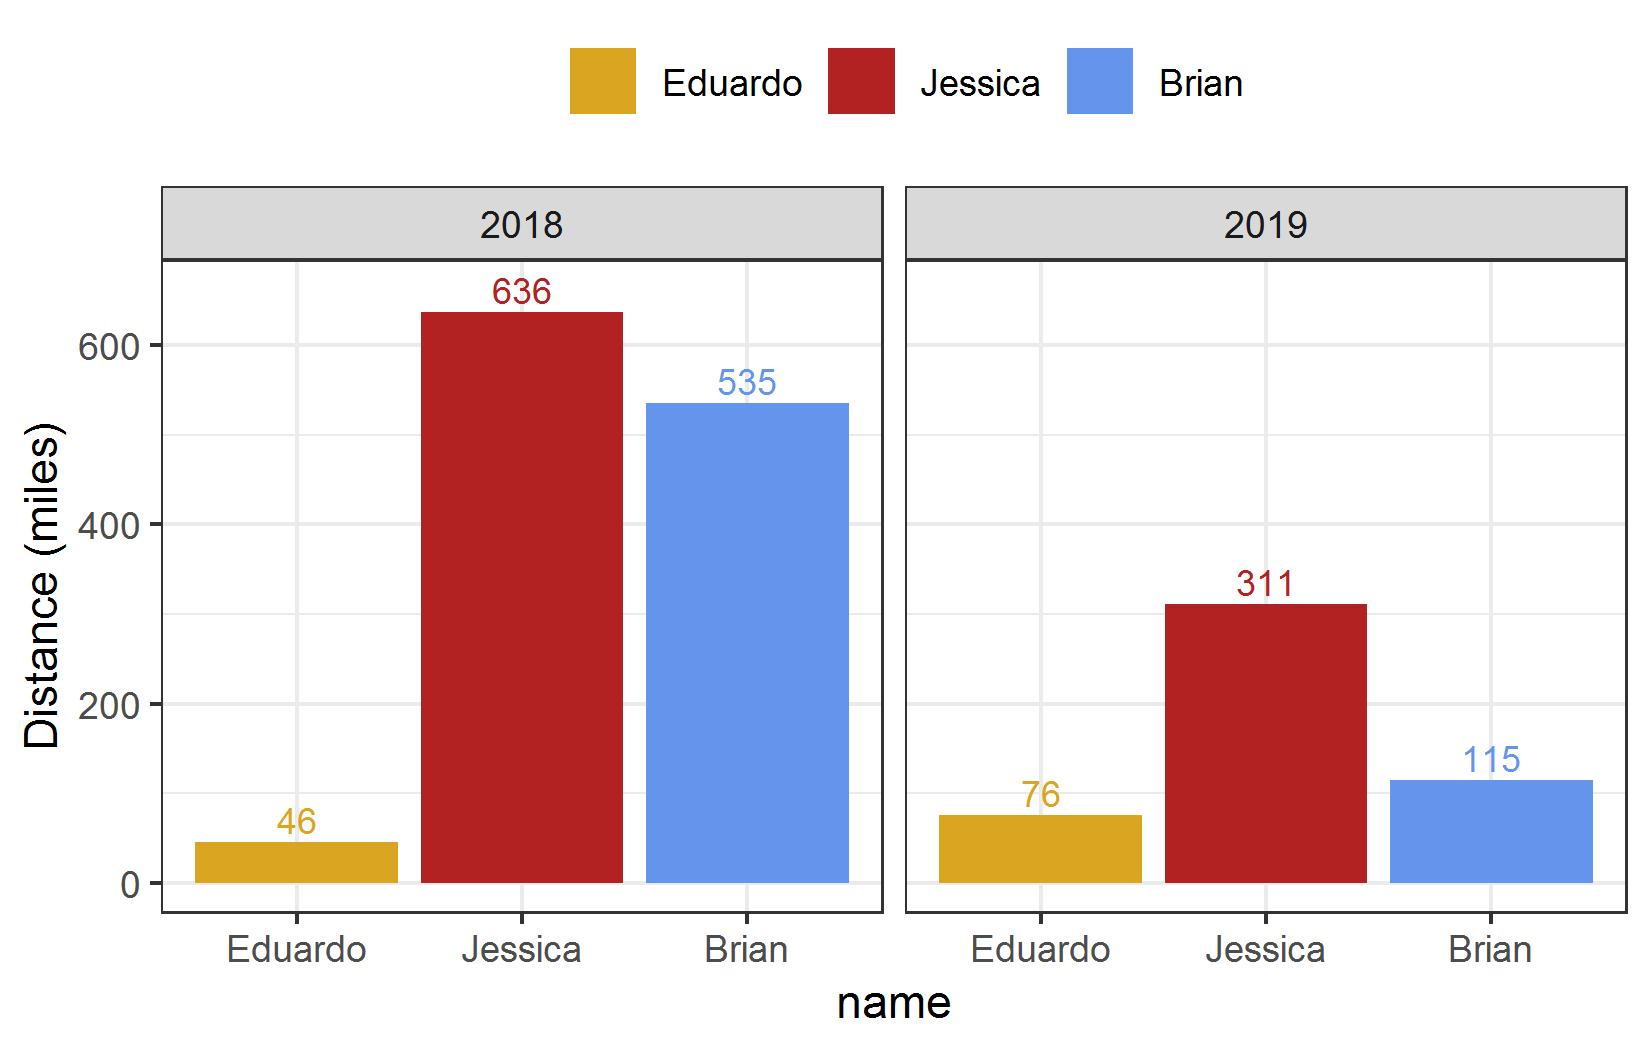 Eduardo Jessica Brian
2018 2019
636
600
535
400
311
200
115
76
46
0
Distance (miles)
Eduardo Jessica Brian Eduardo Jessica Brian
name